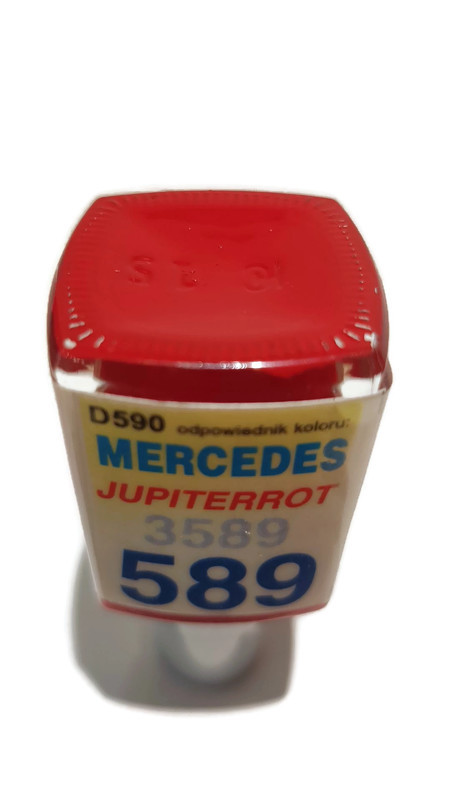 D590 odpowiednik koloru:
MERCEDES
JUPITERROT
3589
589